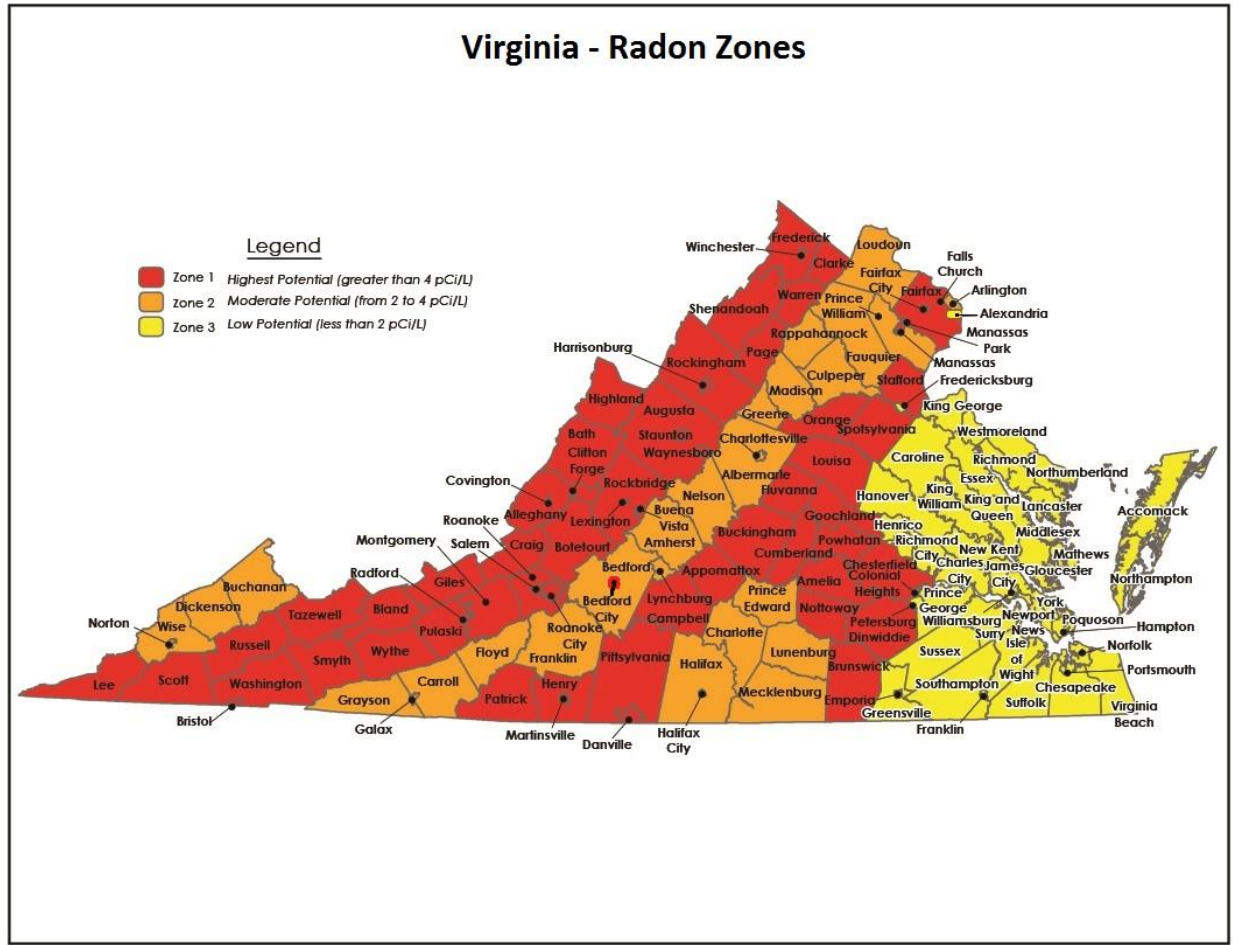 Virginia - Radon Zones
Legend
Zone 1 Highest Potential (greater than 4 pCi/L)
Zone 2 Moderate Potential (from 2 to 4 pCi/L)
Zone 3 Low Potential (less than 2 pCi/L)
Frederick
Winchester
Clarke
Loudoun
Falls
Church
Fairfax
City
Fairfax
Arlington
Warren
Prince
William
Alexandria
Shenandoah
Rappahannock
Manassas
Park
Harrisonburg
Rockingham
Page
Fauquier
Manassas
Culpeper
Stafford
Fredericksburg
Madison
Highland
Augusta
Greene
Orange
King George
Spotsylvania
Bath
Staunton
Charlottesville
Westmoreland
Clifton
Forge
Waynesboro
Louisa
Caroline
Richmond
Albermarle
Northumberland
Covington
Rockbridge
Fluvanna
Essex
Nelson
Hanover
King
William
King and
Queen
Lancaster
Accomack
Alleghany
Lexington
Buena
Vista
Goochland
Roanoke
Henrico
Middlesex
Buckingham
Powhatan
Richmond
City
Montgomery
Salem
Craig
Botetourt
Amherst
Cumberland
New Kent
Mathews
Chesterfield
Charles
City
James
City
Gloucester
Radford
Giles
Bedford
Appomattox
Amelia
Colonial
Heights
Northampton
Buchanan
Prince
Edward
Prince
George
Dickenson
Tazewell
Bland
Bedford
City
Lynchburg
Nottoway
York
Norton
Wise
Campbell
Petersburg
Williamsburg
Newport
News
Poquoson
Hampton
Pulaski
Roanoke
City
Charlotte
Dinwiddie
Surry
Russell
Wythe
Floyd
Franklin
Pittsylvania
Lunenburg
Sussex
Isle
of
Wight
Norfolk
Smyth
Halifax
Brunswick
Portsmouth
Lee
Scott
Washington
Carroll
Henry
Southampton
Chesapeake
Grayson
Patrick
Mecklenburg
Emporia
Suffolk
Virginia
Beach
Greensville
Bristol
Galax
Martinsville
Danville
Halifax
City
Franklin